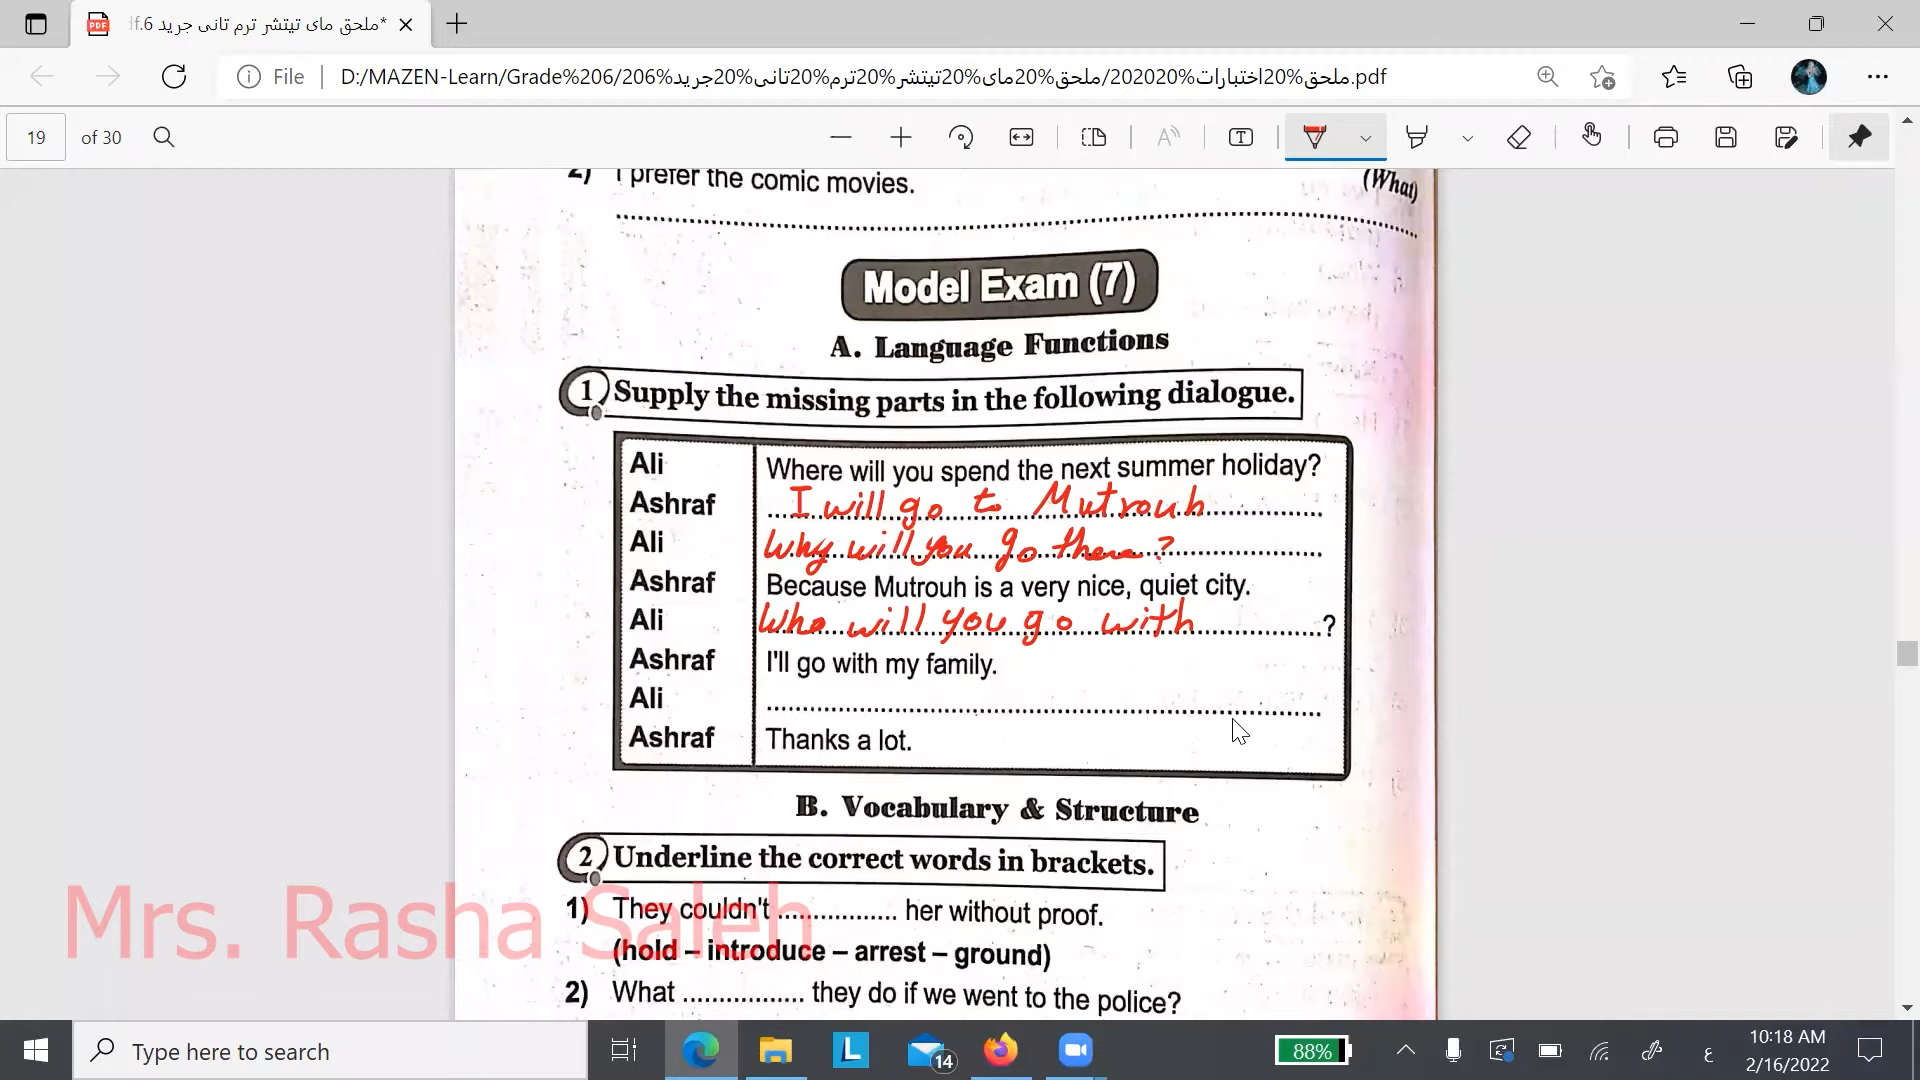 *ملحق ماى تيتشر ترم تانى جريد 6.df
File
D:/MAZEN-Learn/Grade%206/206%ملحق%20اختبارات%202020/ملحق%20ماى%20تيتشر%20ترم%20تانى%20جريد.pdf
19 of 30
2) I prefer the comic movies. (What)
Model Exam (7)
A. Language Functions
1 Supply the missing parts in the following dialogue.
Ali Where will you spend the next summer holiday?
Ashraf I will go to Mutrouh
Ali Why will you go there?
Ashraf Because Mutrouh is a very nice, quiet city.
Ali Who will you go with ?
Ashraf I'll go with my family.
Ali
Ashraf Thanks a lot.
B. Vocabulary & Structure
2 Underline the correct words in brackets.
1) They couldn't ................ her without proof.
(hold – introduce – arrest – ground)
2) What ................ they do if we went to the police?
Mrs. Rasha Saleh
Type here to search
L
14
88%
ع
10:18 AM
2/16/2022